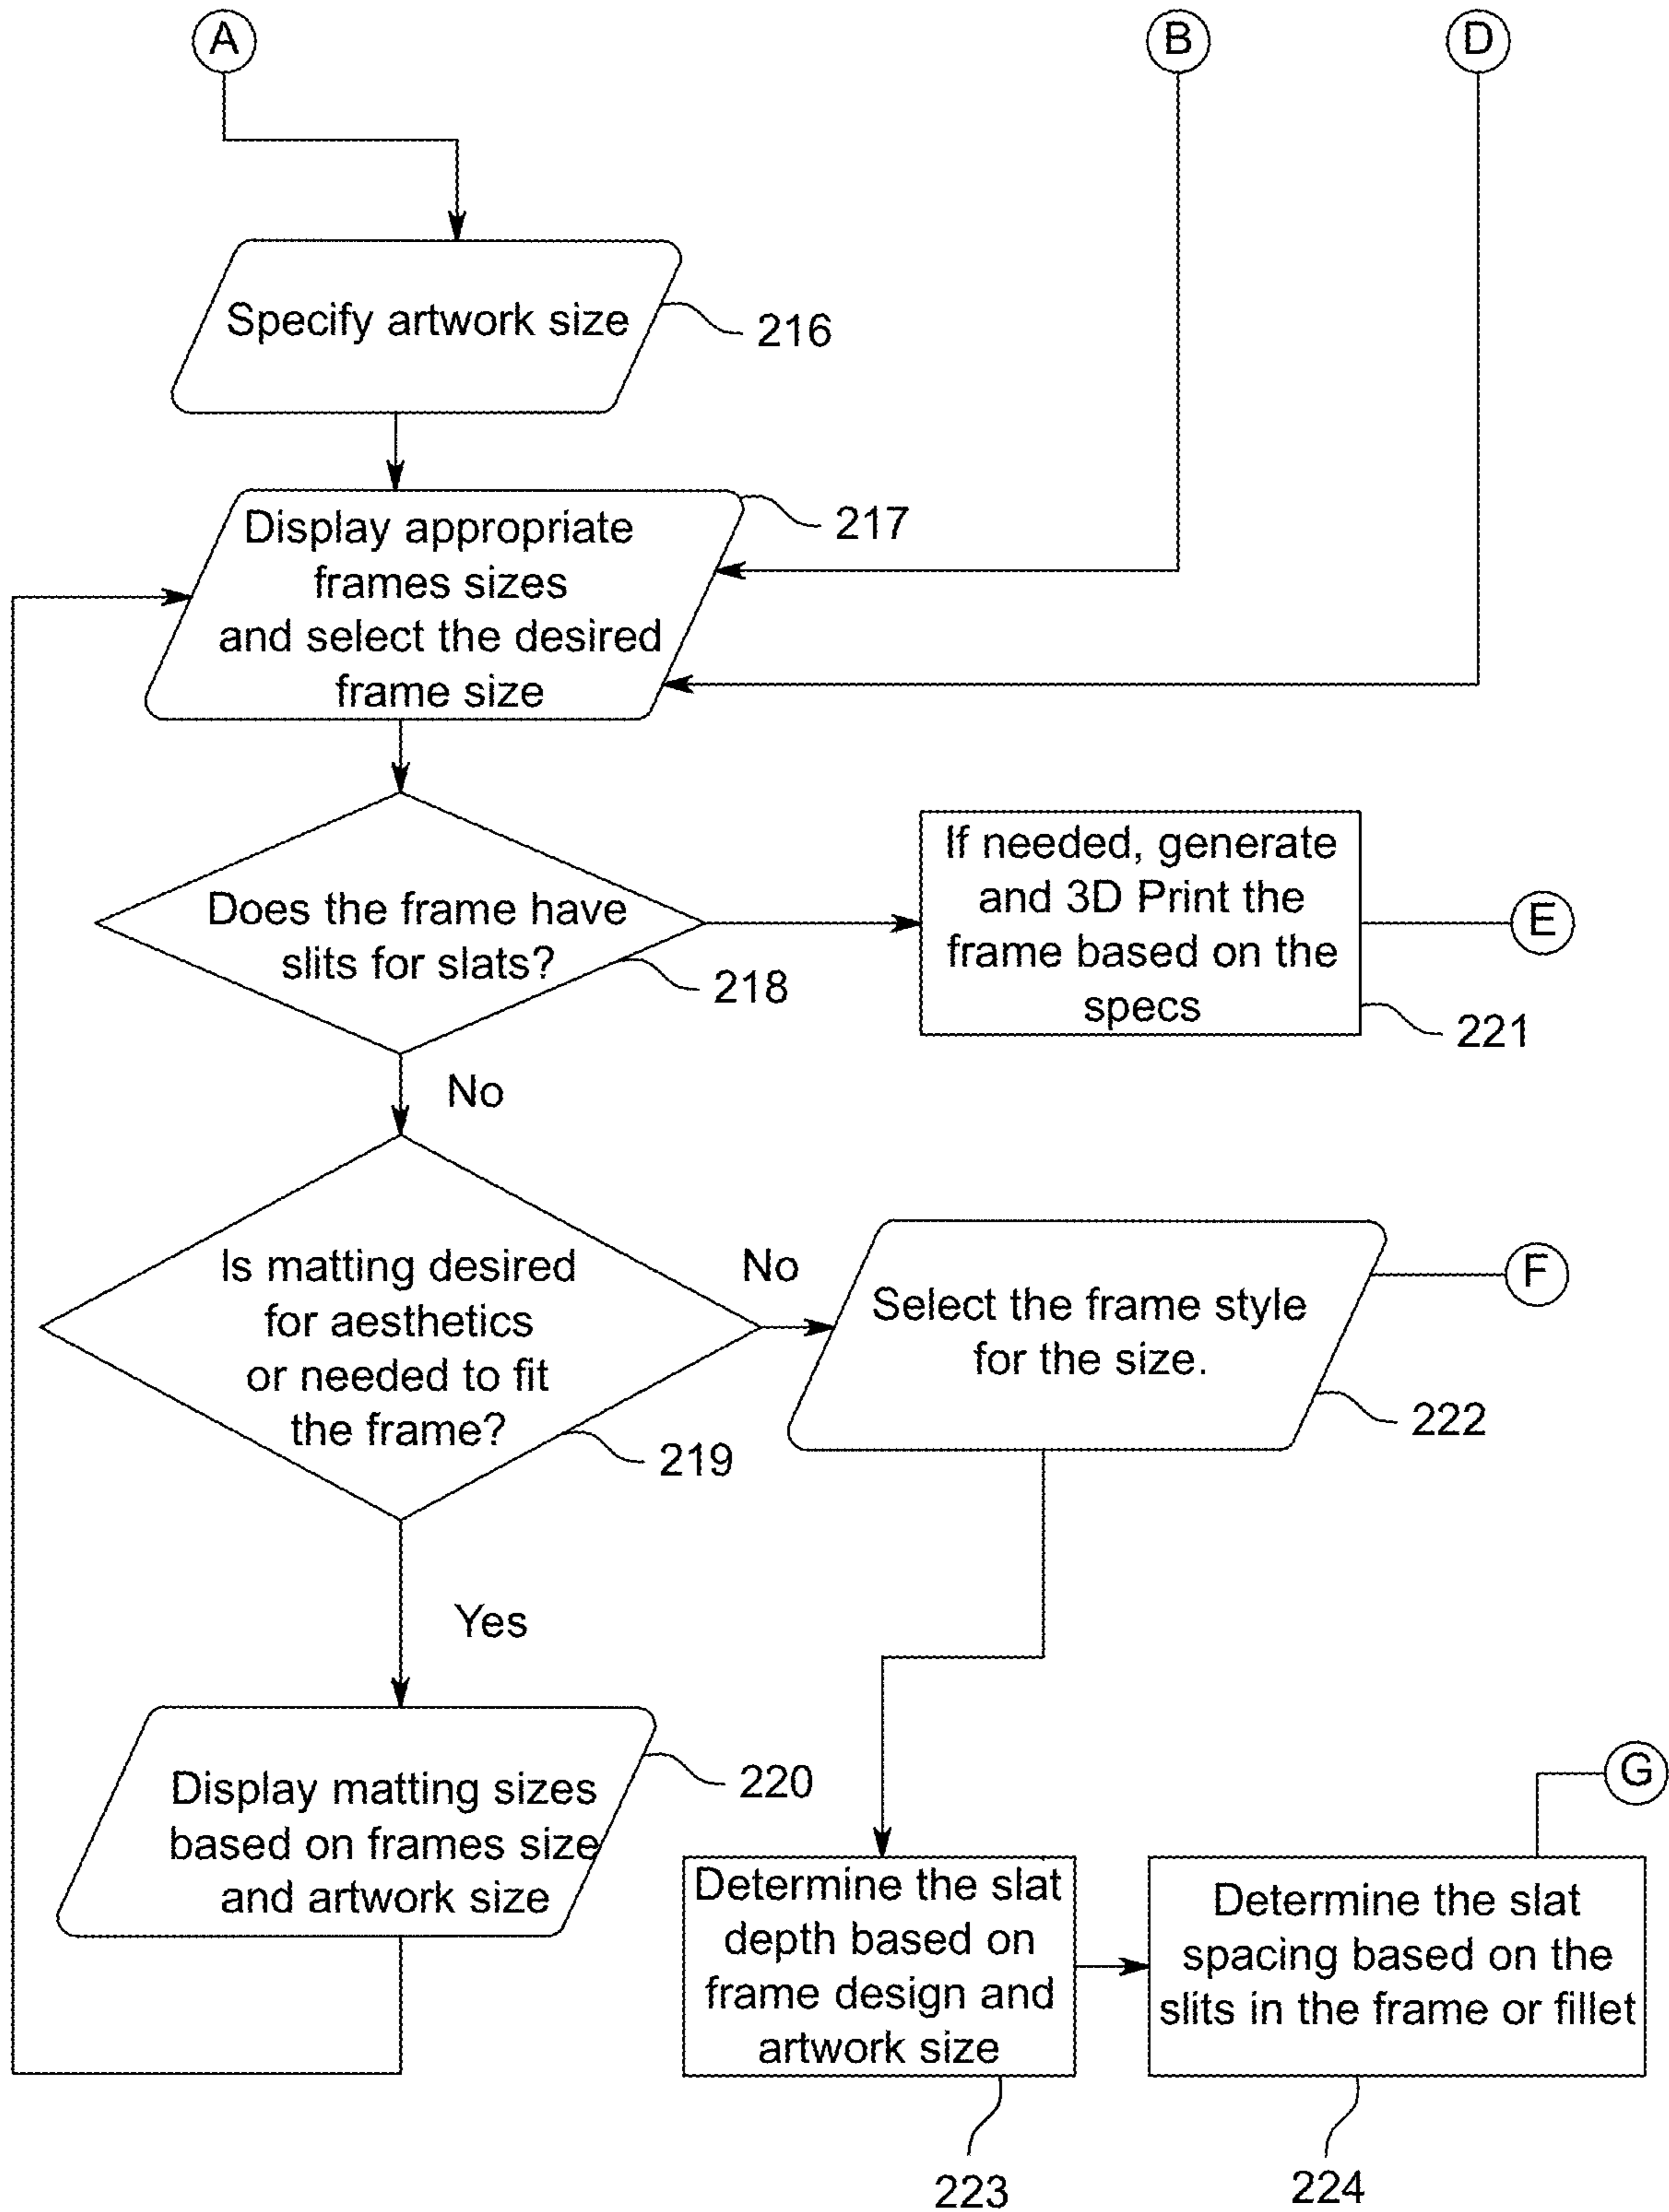 A
B
D
Specify artwork size
216
Display appropriate
frames sizes
and select the desired
frame size
217
Does the frame have
slits for slats?
218
If needed, generate
and 3D Print the
frame based on the
specs
221
E
No
Is matting desired
for aesthetics
or needed to fit
the frame?
219
No
Select the frame style
for the size.
222
F
Yes
Display matting sizes
based on frames size
and artwork size
220
Determine the slat
depth based on
frame design and
artwork size
223
Determine the slat
spacing based on the
slits in the frame or fillet
224
G